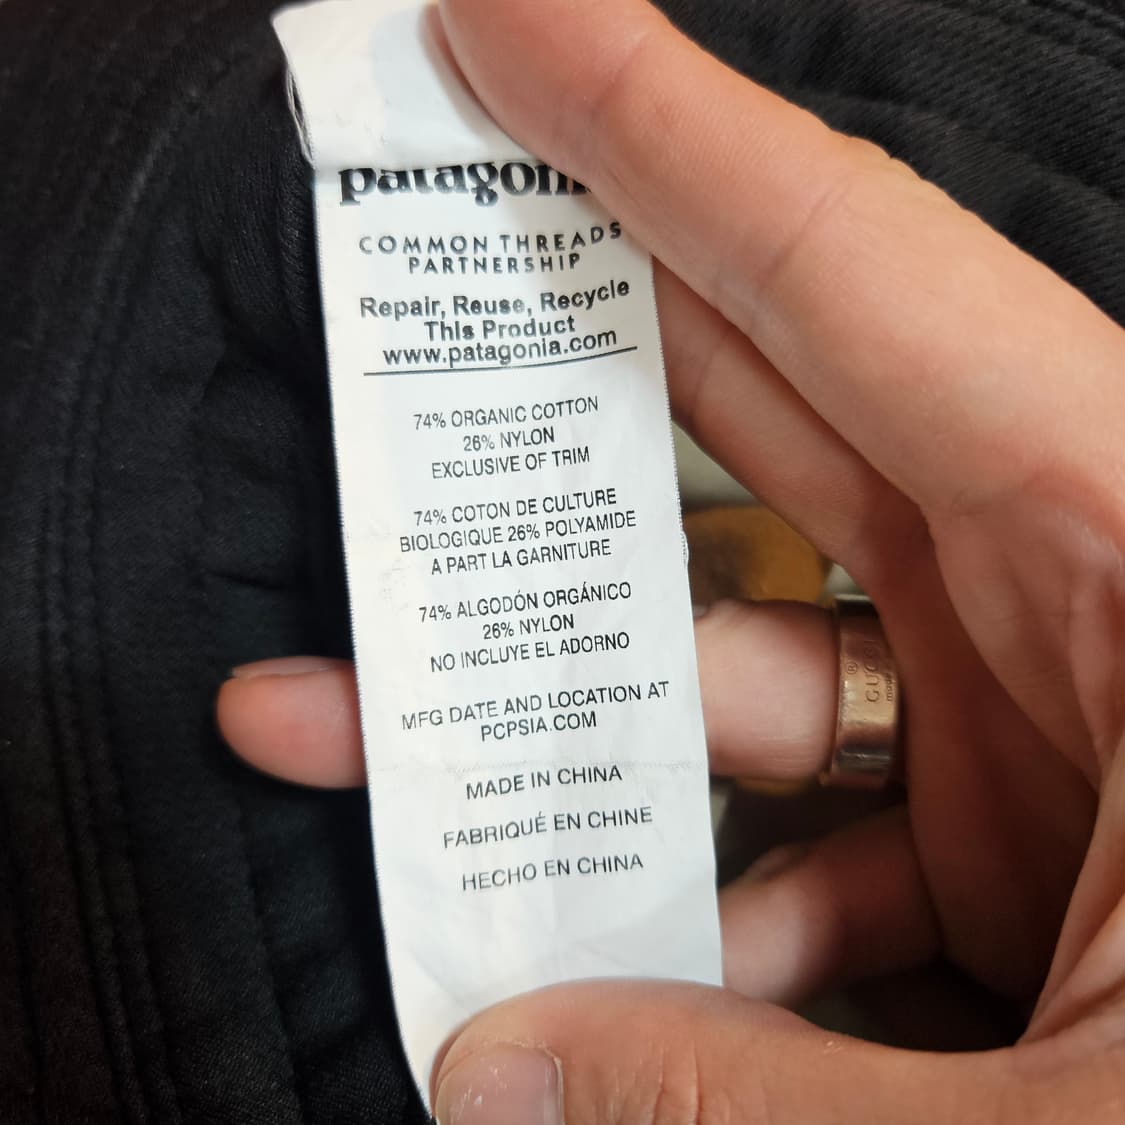 patagonia
COMMON THREADS
PARTNERSHIP
Repair, Reuse, Recycle
This Product
www.patagonia.com
74% ORGANIC COTTON
26% NYLON
EXCLUSIVE OF TRIM
74% COTON DE CULTURE
BIOLOGIQUE 26% POLYAMIDE
A PART LA GARNITURE
74% ALGODÓN ORGÁNICO
26% NYLON
NO INCLUYE EL ADORNO
MFG DATE AND LOCATION AT
PCPSIA.COM
MADE IN CHINA
FABRIQUÉ EN CHINE
HECHO EN CHINA
® GUCCI
made